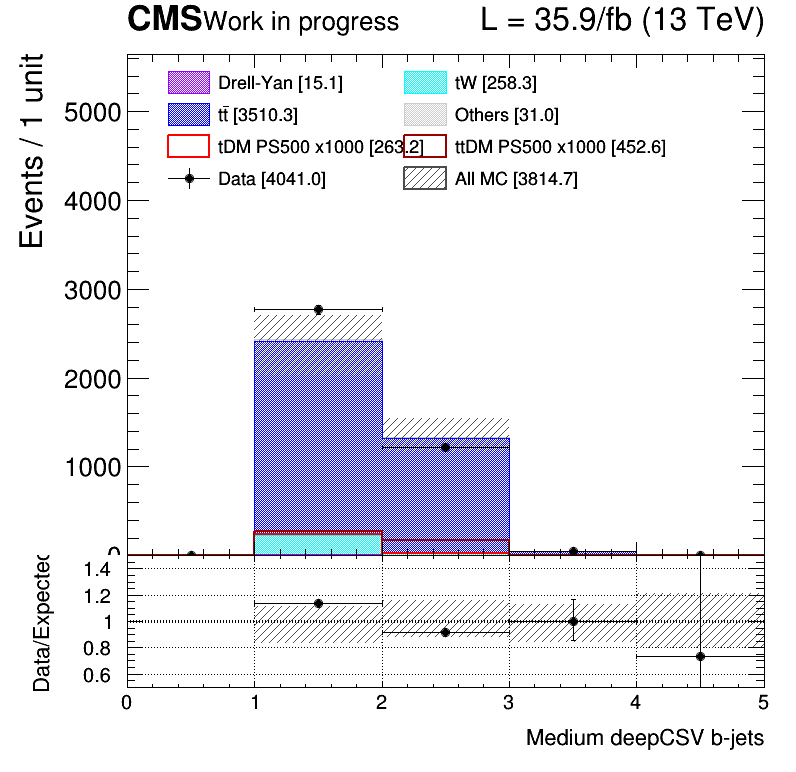 CMS Work in progress L = 35.9/fb (13 TeV)
Events / 1 unit
Drell-Yan [15.1] tW [258.3]
tt̄ [3510.3] Others [31.0]
tDM PS500 x1000 [263.2] ttDM PS500 x1000 [452.6]
Data [4041.0] All MC [3814.7]
5000
4000
3000
2000
1000
0
Data/Expected
1.4
1.2
1
0.8
0.6
0 1 2 3 4 5
Medium deepCSV b-jets